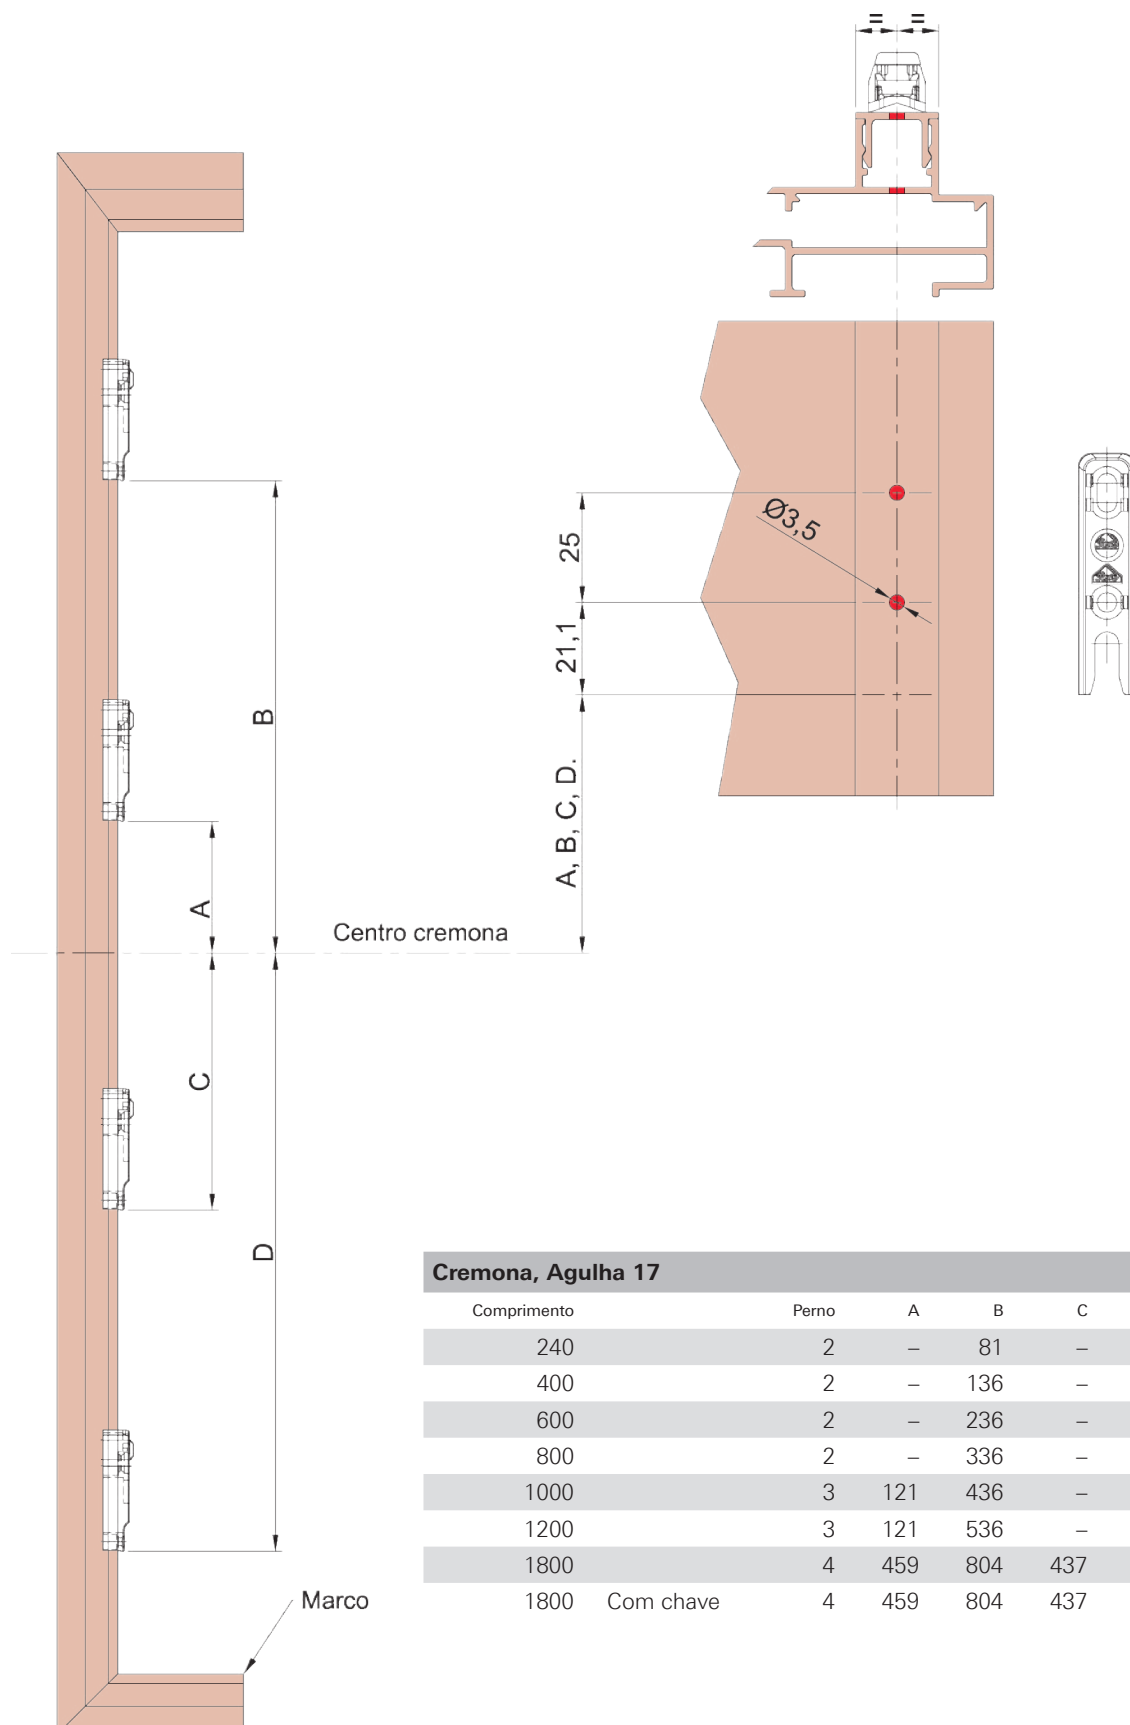 = =
Ø3,5
25
21,1
A, B, C, D.
B
A
Centro cremona
C
D
Marco
Cremona, Agulha 17
Comprimento Perno A B C
240 2 – 81 –
400 2 – 136 –
600 2 – 236 –
800 2 – 336 –
1000 3 121 436 –
1200 3 121 536 –
1800 4 459 804 437
1800 Com chave 4 459 804 437